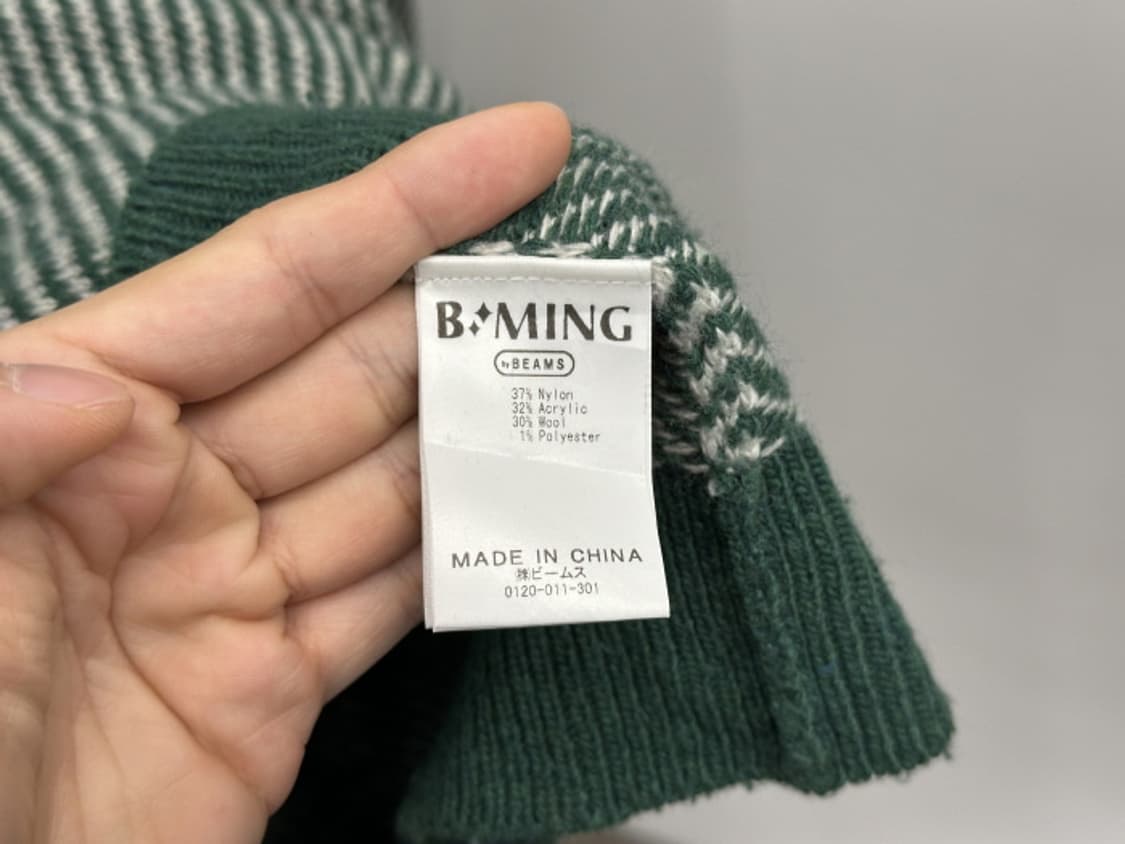 B MING
by BEAMS
37% Nylon
32% Acrylic
30% Wool
1% Polyester
MADE IN CHINA
㈱ビームス
0120-011-301